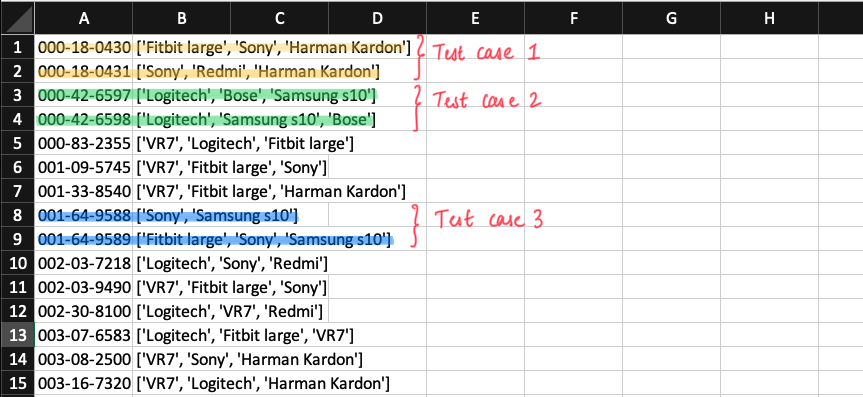 A B C D E F G H
1 000-18-0430 ['Fitbit large', 'Sony', 'Harman Kardon'] Test case 1
2 000-18-0431 ['Sony', 'Redmi', 'Harman Kardon']
3 000-42-6597 ['Logitech', 'Bose', 'Samsung s10'] Test case 2
4 000-42-6598 ['Logitech', 'Samsung s10', 'Bose']
5 000-83-2355 ['VR7', 'Logitech', 'Fitbit large']
6 001-09-5745 ['VR7', 'Fitbit large', 'Sony']
7 001-33-8540 ['VR7', 'Fitbit large', 'Harman Kardon']
8 001-64-9588 ['Sony', 'Samsung s10'] Test case 3
9 001-64-9589 ['Fitbit large', 'Sony', 'Samsung s10']
10 002-03-7218 ['Logitech', 'Sony', 'Redmi']
11 002-03-9490 ['VR7', 'Fitbit large', 'Sony']
12 002-30-8100 ['Logitech', 'VR7', 'Redmi']
13 003-07-6583 ['Logitech', 'Fitbit large', 'VR7']
14 003-08-2500 ['VR7', 'Sony', 'Harman Kardon']
15 003-16-7320 ['VR7', 'Logitech', 'Harman Kardon']